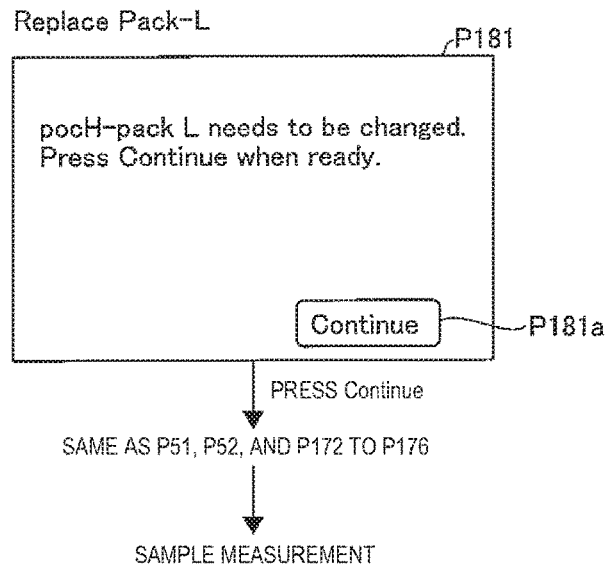 Replace Pack-L
P181
pocH-pack L needs to be changed.
Press Continue when ready.
Continue
P181a
PRESS Continue
SAME AS P51, P52, AND P172 TO P176
SAMPLE MEASUREMENT